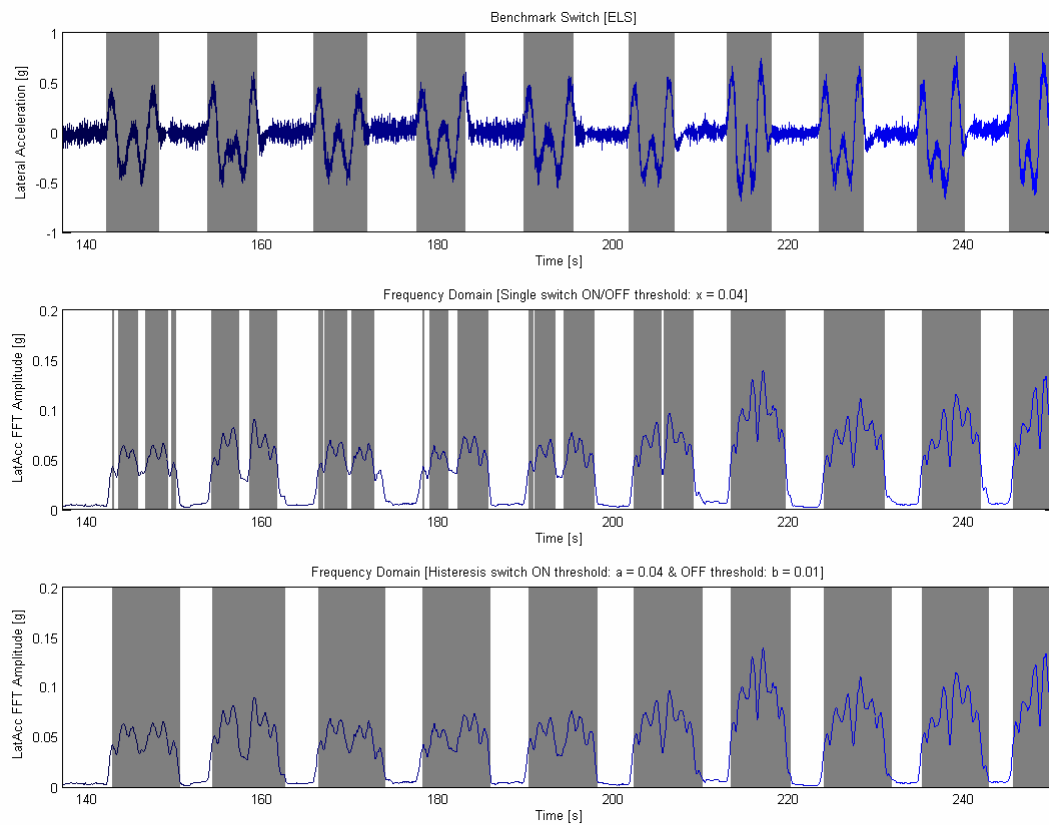 Benchmark Switch [ELS]
Lateral Acceleration [g]
1
0.5
0
-0.5
-1
140 160 180 200 220 240
Time [s]
Frequency Domain [Single switch ON/OFF threshold: x = 0.04]
LatAcc FFT Amplitude [g]
0.2
0.15
0.1
0.05
0
140 160 180 200 220 240
Time [s]
Frequency Domain [Histeresis switch ON threshold: a = 0.04 & OFF threshold: b = 0.01]
LatAcc FFT Amplitude [g]
0.2
0.15
0.1
0.05
0
140 160 180 200 220 240
Time [s]